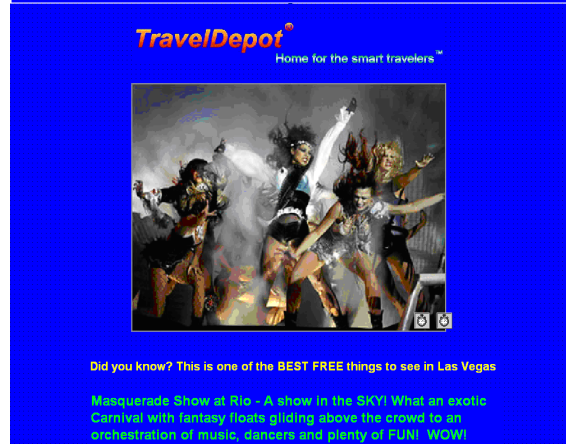 TravelDepot®
Home for the smart travelers™
Did you know? This is one of the BEST FREE things to see in Las Vegas
Masquerade Show at Rio - A show in the SKY! What an exotic
Carnival with fantasy floats gliding above the crowd to an
orchestration of music, dancers and plenty of FUN!  WOW!